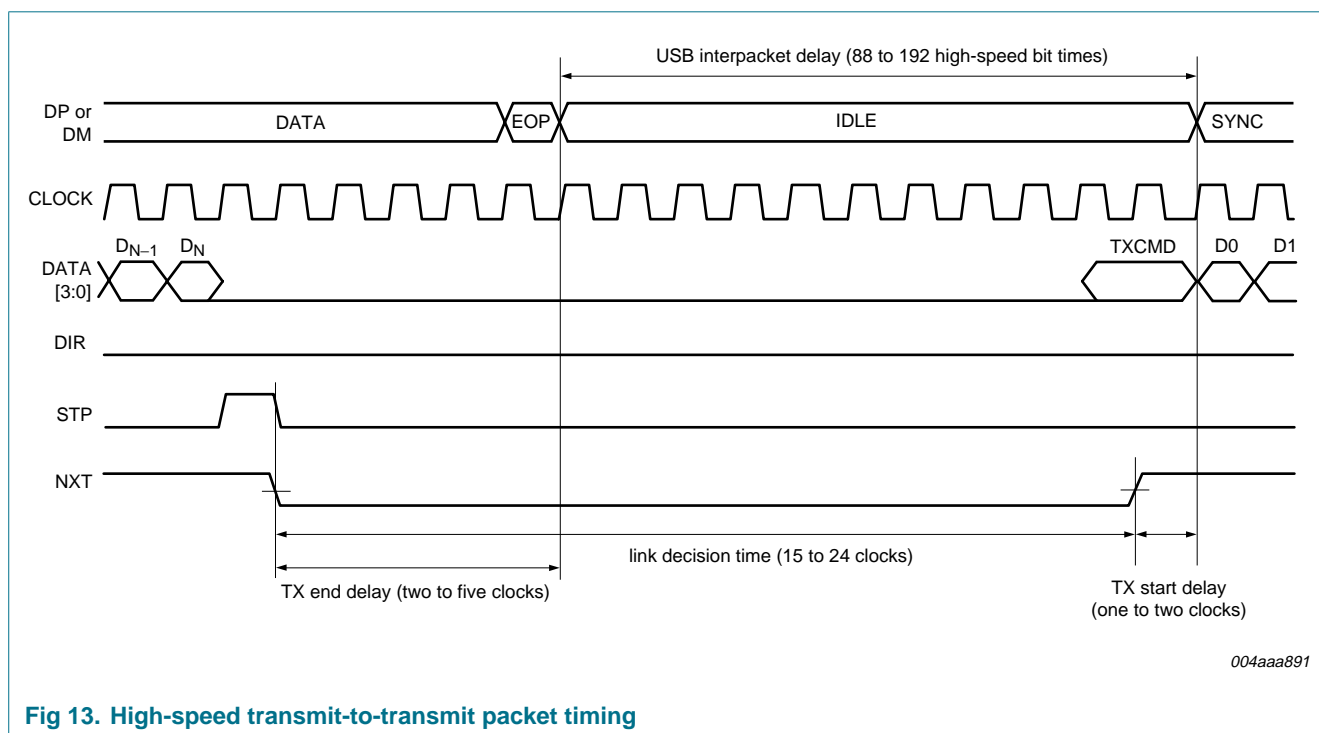 USB interpacket delay (88 to 192 high-speed bit times)
DP or
DM
DATA
EOP
IDLE
SYNC
CLOCK
DN−1
DN
TXCMD
D0
D1
DATA
[3:0]
DIR
STP
NXT
link decision time (15 to 24 clocks)
TX end delay (two to five clocks)
TX start delay
(one to two clocks)
004aaa891
Fig 13. High-speed transmit-to-transmit packet timing